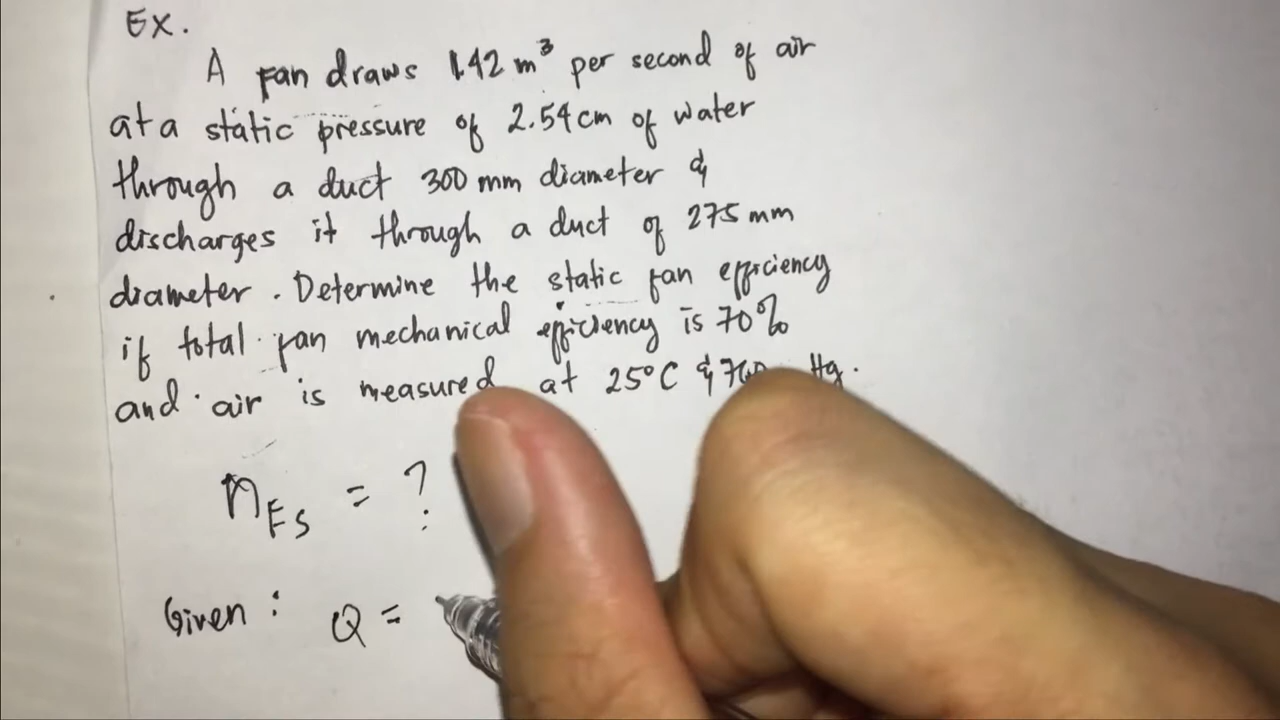 Ex.
A fan draws 1.42 m³ per second of air
at a static pressure of 2.54 cm of water
through a duct 300 mm diameter &
discharges it through a duct of 275 mm
diameter. Determine the static fan efficiency
if total fan mechanical efficiency is 70%
and air is measured at 25°C & Hg.
ηFS = ?
Given : Q =